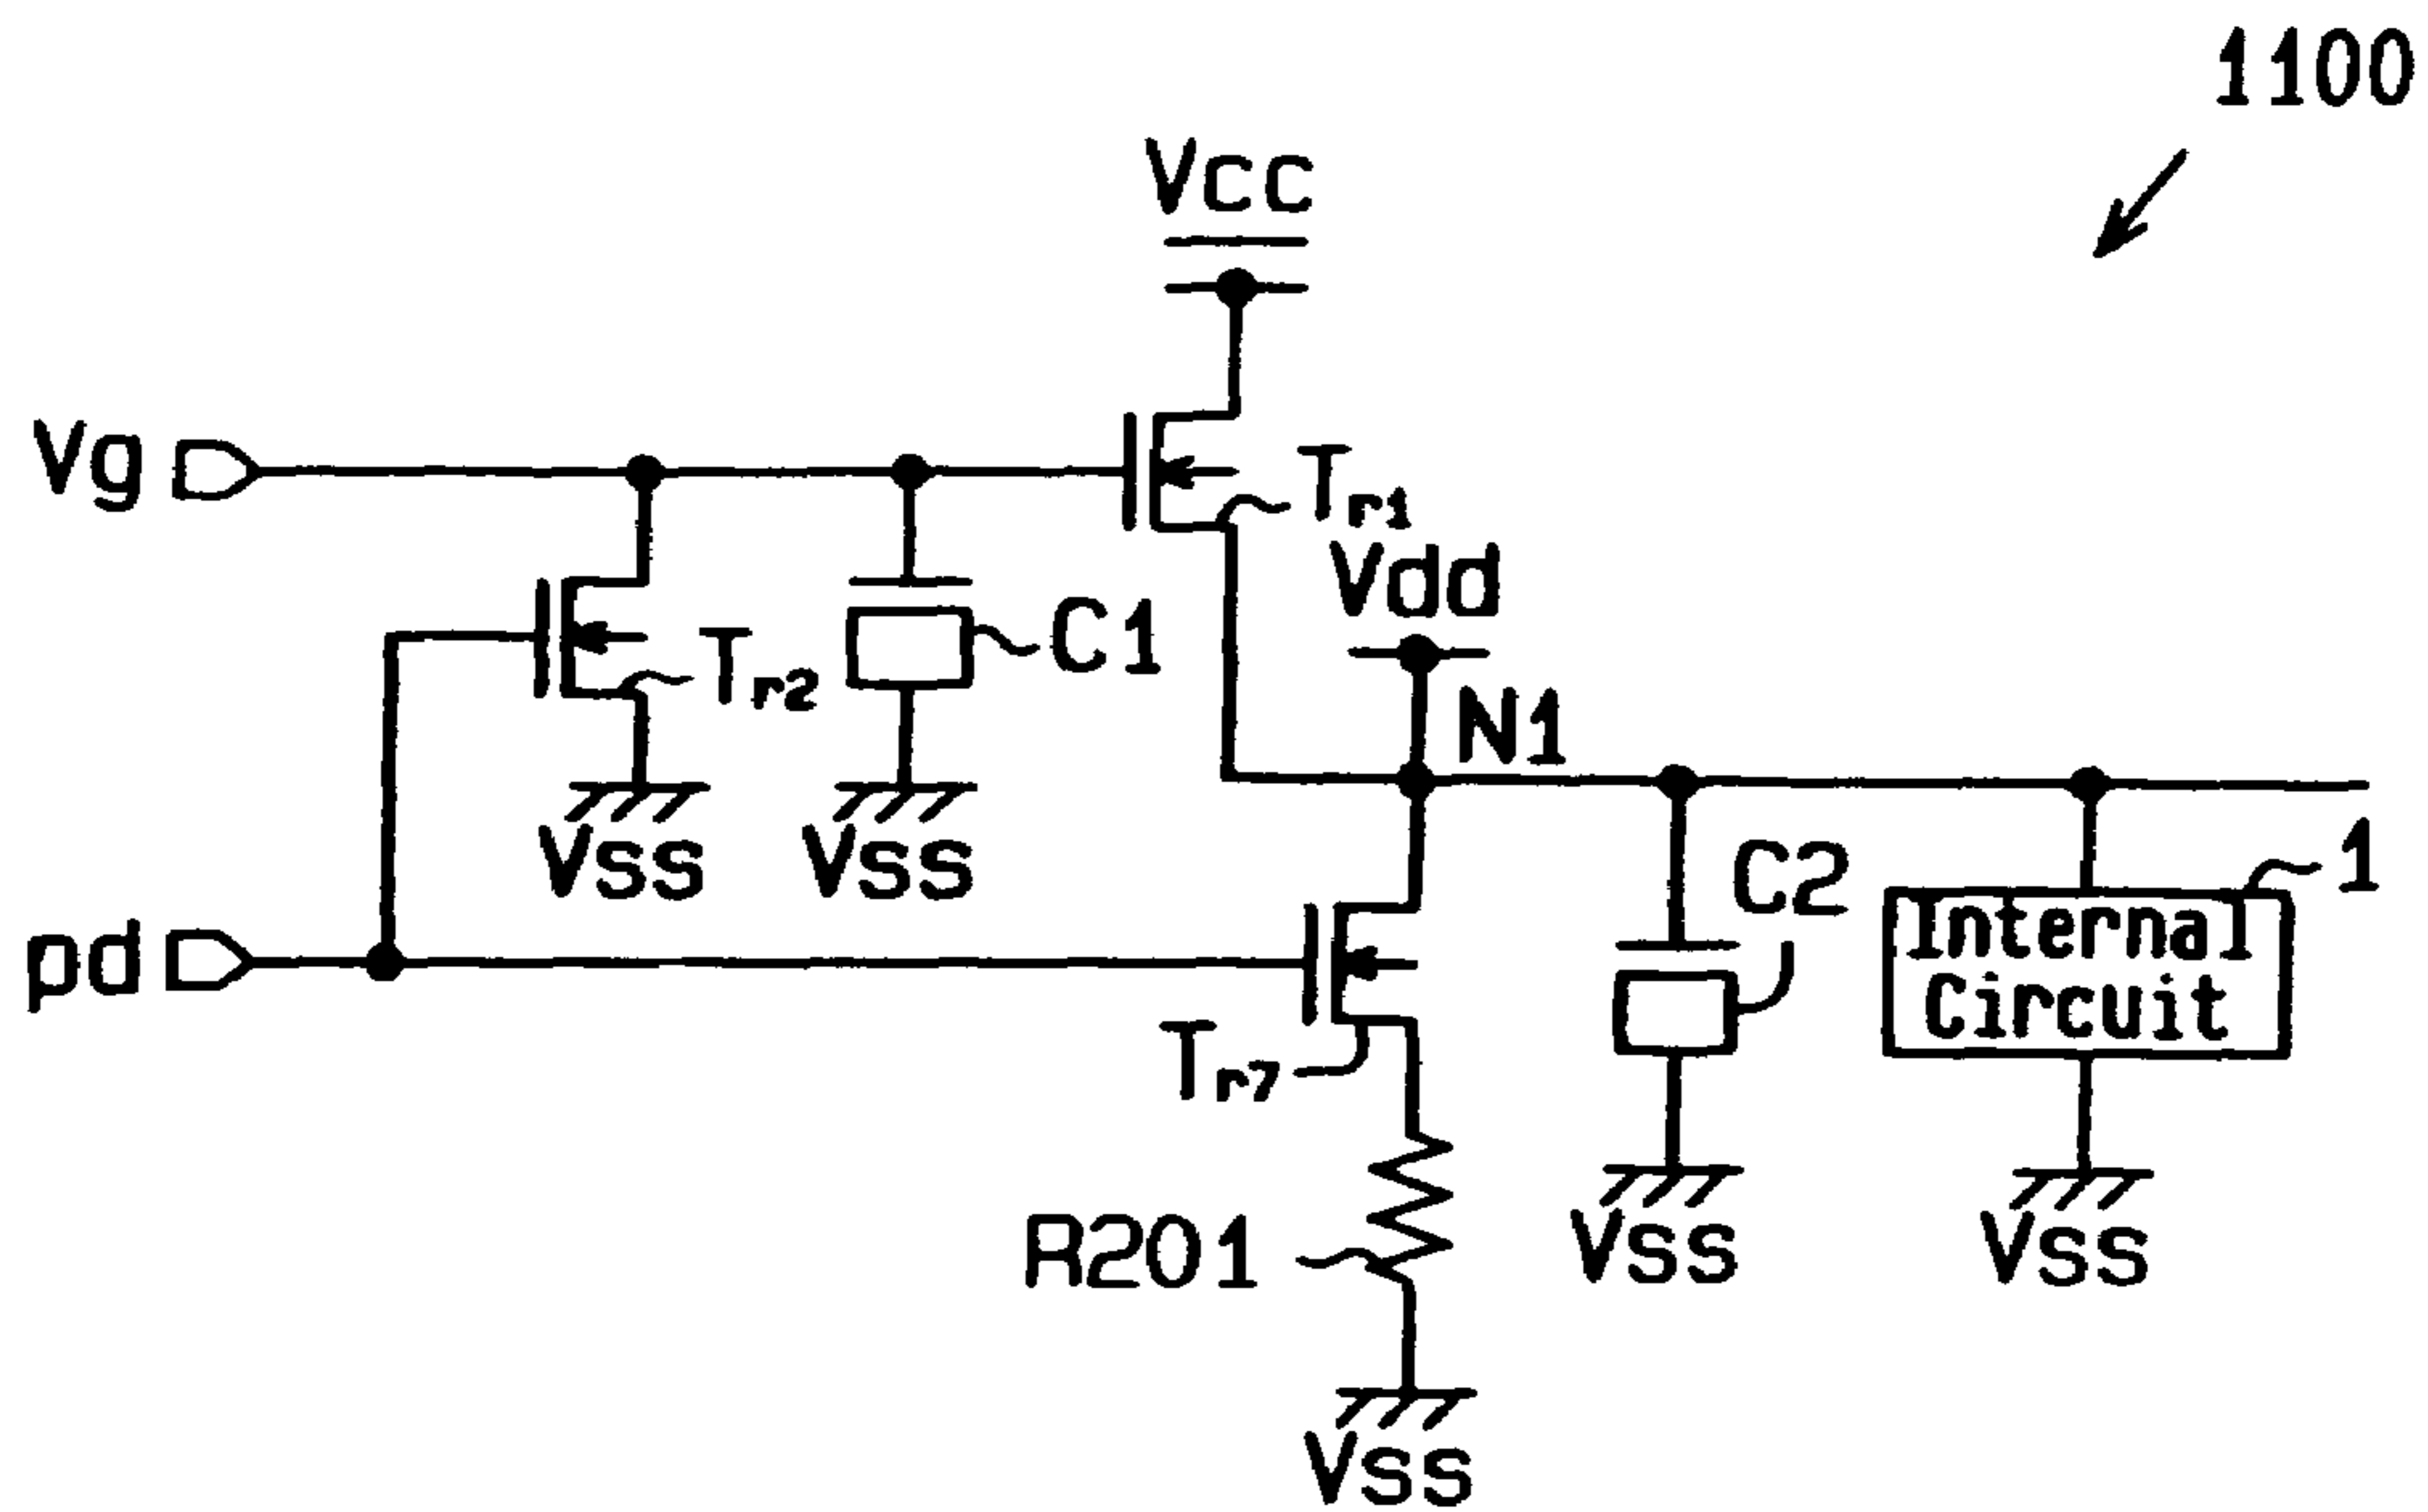 1100
Vcc
Vg
Tr1
Vdd
C1
Tr2
N1
Vss
Vss
C2
1
Internal
Circuit
pd
Tr7
R201
Vss
Vss
Vss